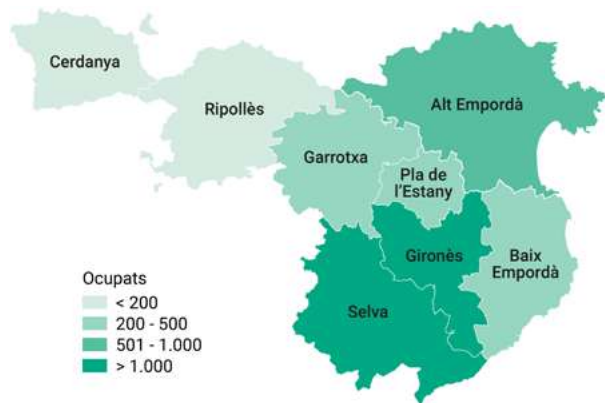 Cerdanya
Ripollès
Alt Empordà
Garrotxa
Pla de
l'Estany
Gironès
Baix
Empordà
Selva
Ocupats
< 200
200 - 500
501 - 1.000
> 1.000